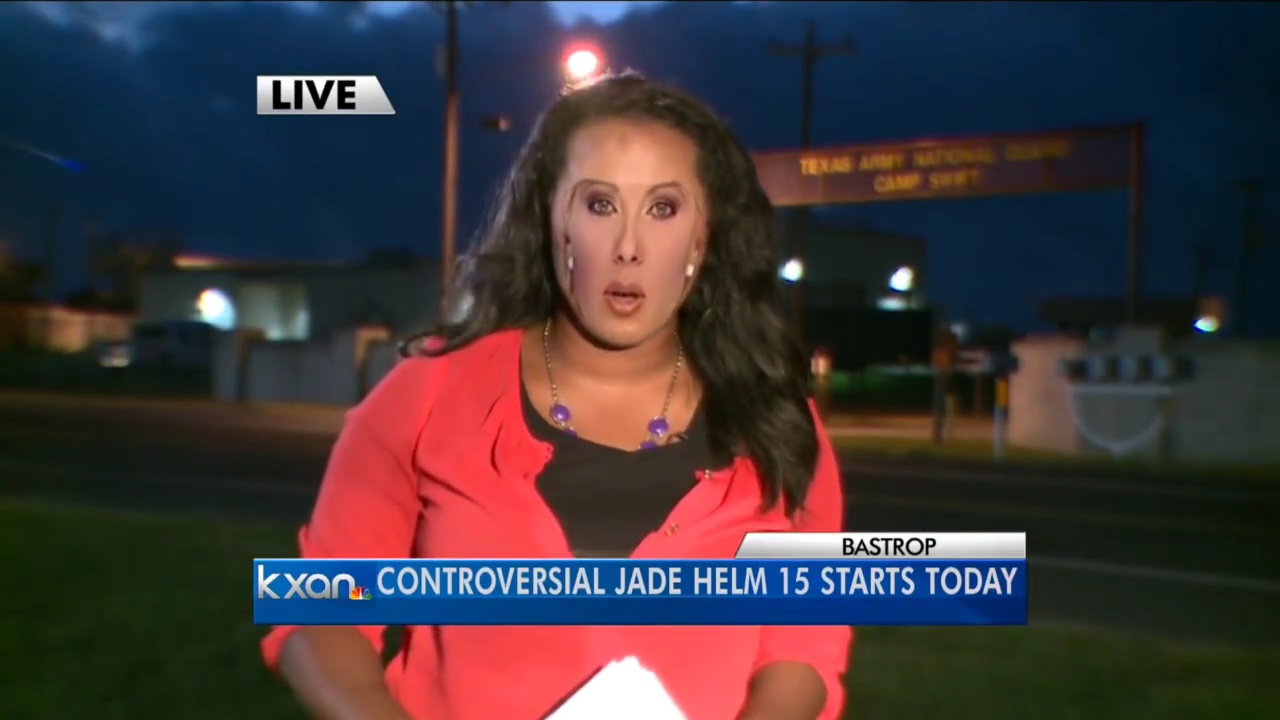 LIVE
TEXAS ARMY NATIONAL GUARD
CAMP SWIFT
BASTROP
kxan CONTROVERSIAL JADE HELM 15 STARTS TODAY